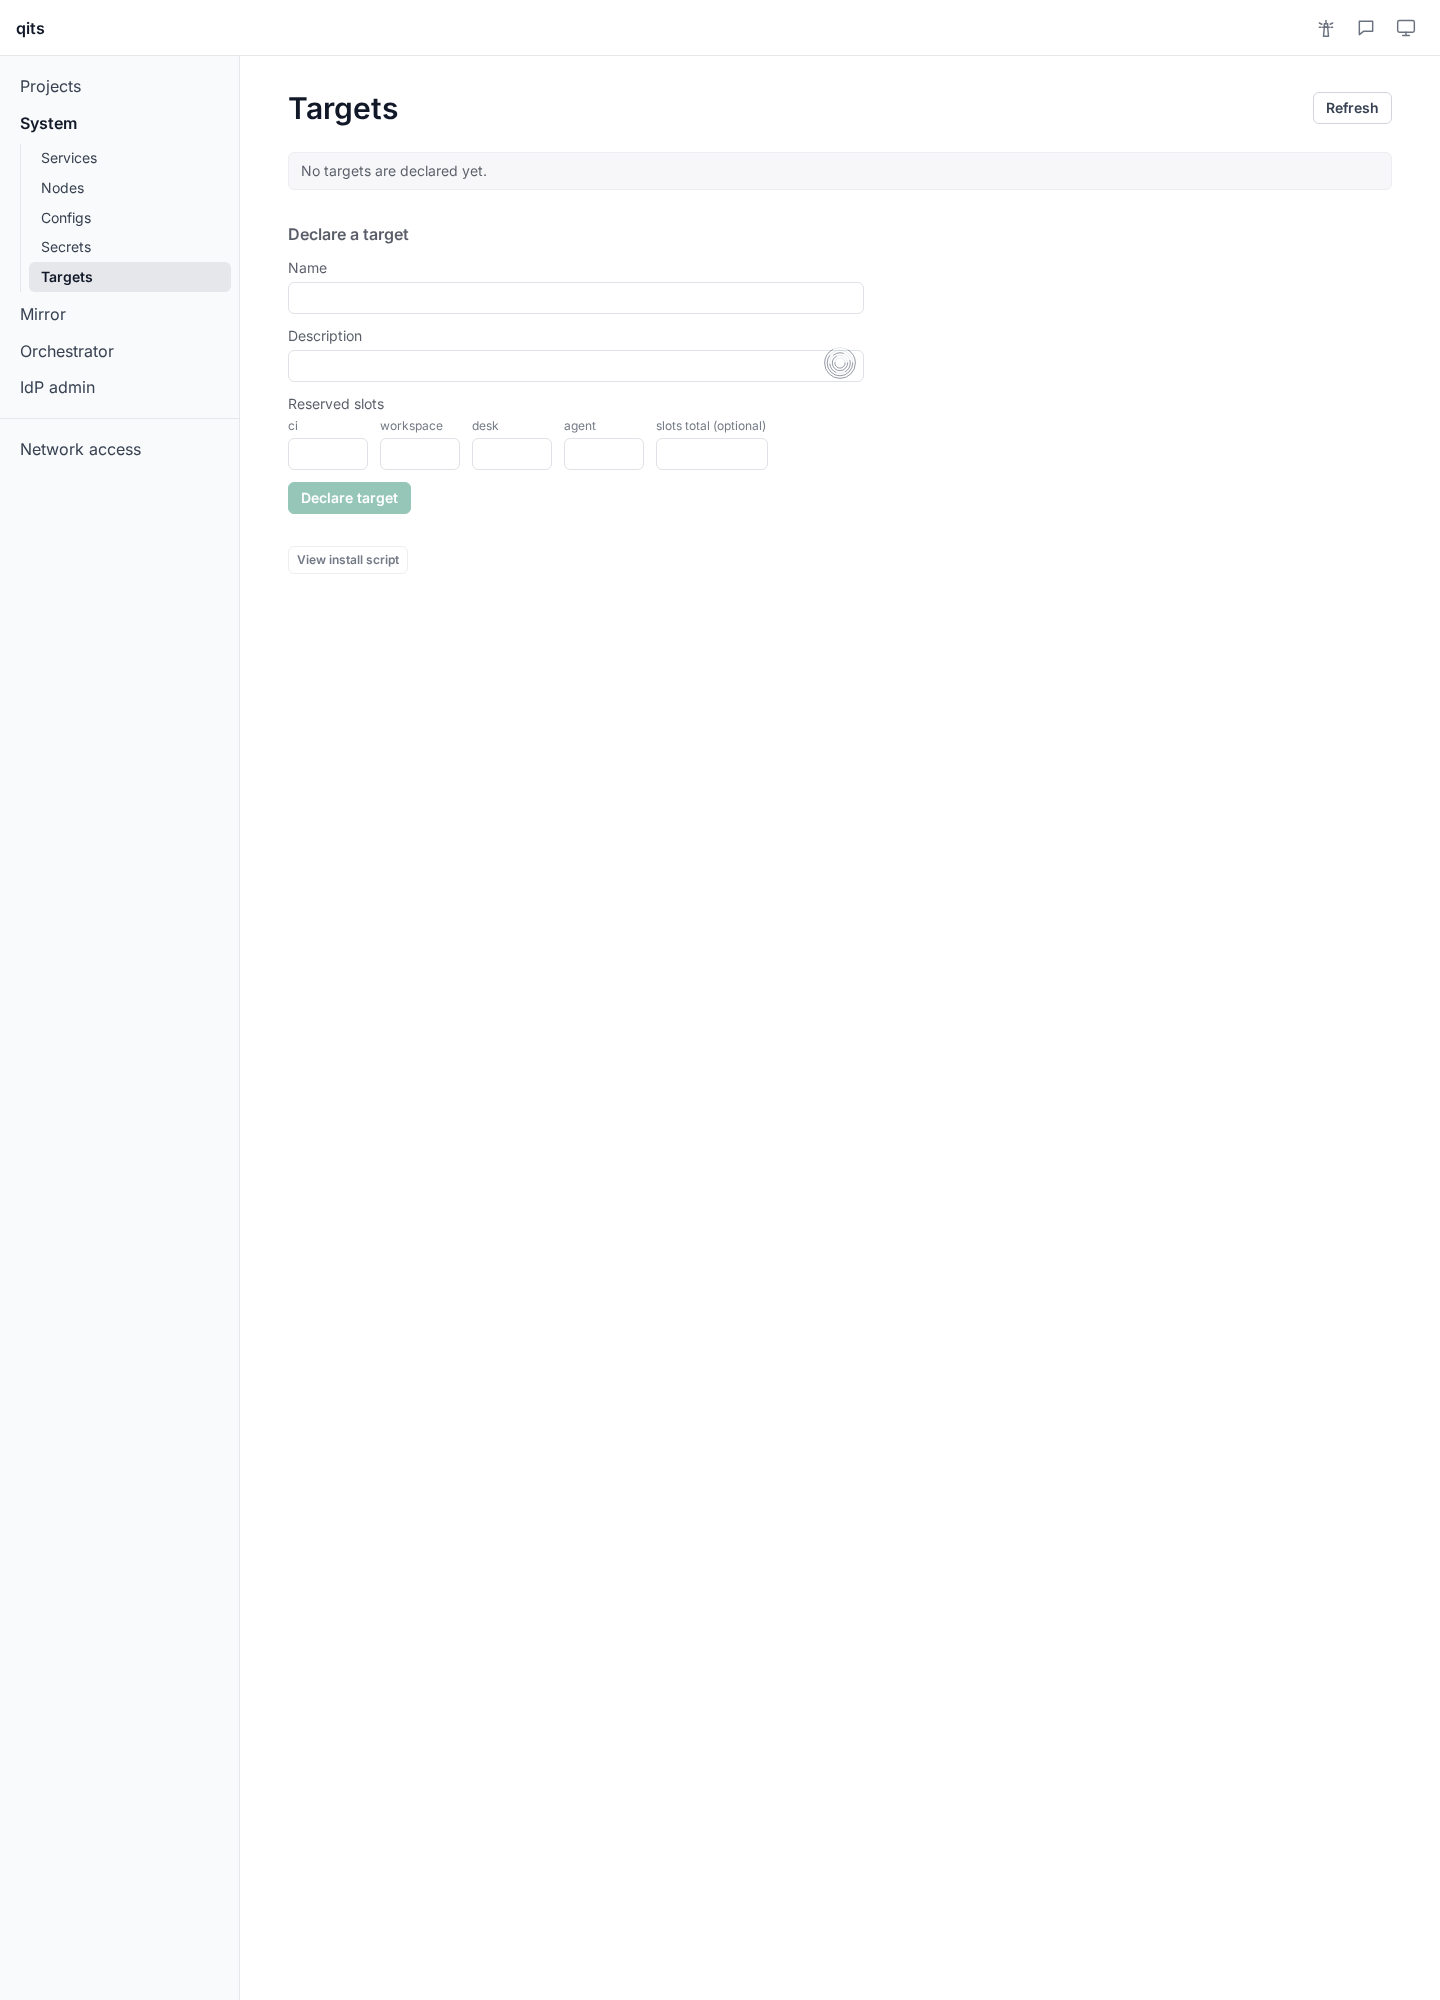 qits
Projects
System
Services
Nodes
Configs
Secrets
Targets
Mirror
Orchestrator
IdP admin
Network access
Targets
Refresh
No targets are declared yet.
Declare a target
Name
Description
Reserved slots
ci workspace desk agent slots total (optional)
Declare target
View install script